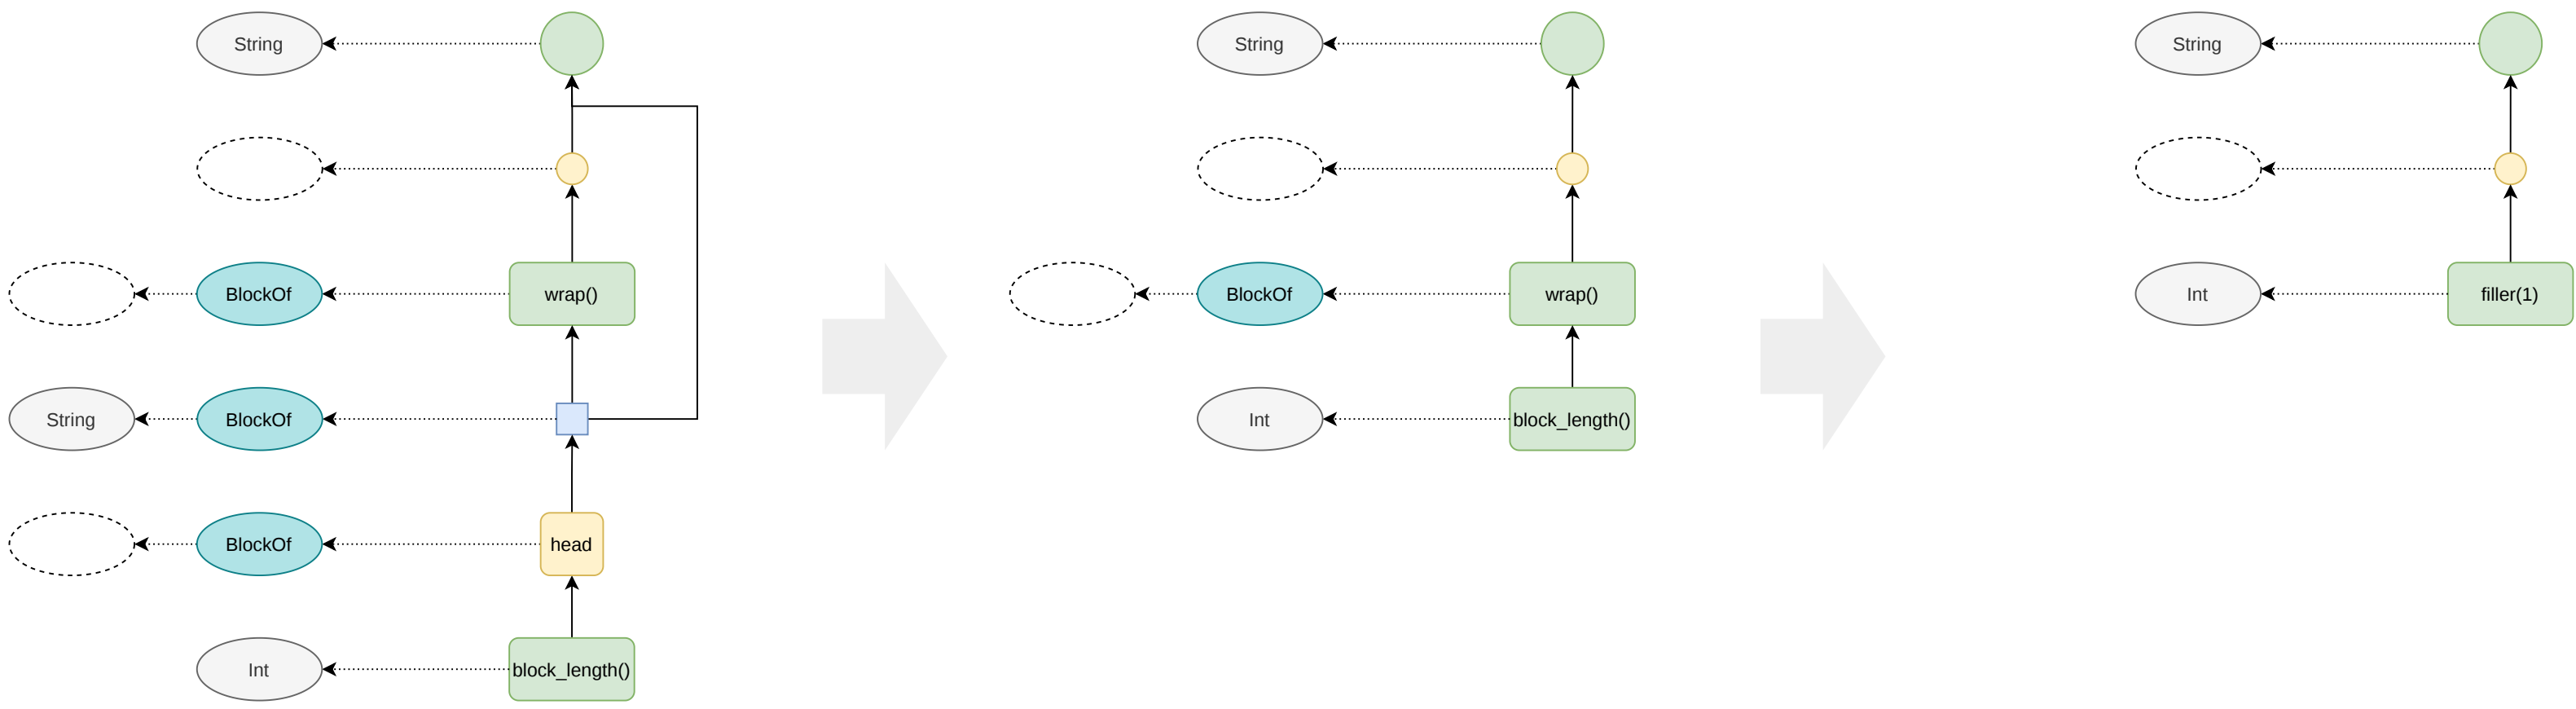 String
BlockOf
wrap()
String
BlockOf
BlockOf
head
Int
block_length()
String
BlockOf
wrap()
Int
block_length()
String
Int
filler(1)